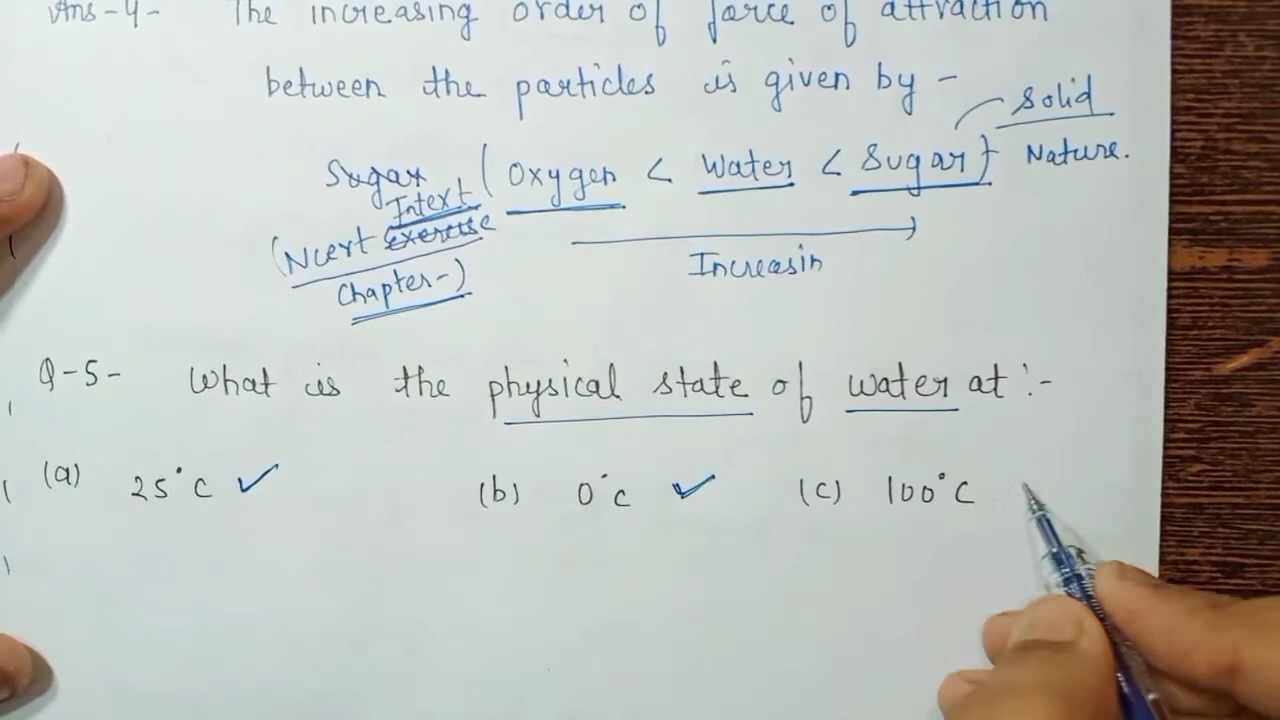 Ans-4- The increasing order of force of attraction
between the particles is given by -
Solid
Nature.
Sugar (Oxygen < Water < Sugar)
Intext
(Ncert Exercise
Chapter-)
Increasin
Q-5- What is the physical state of water at :-
(a) 25°C ✓ (b) 0°C ✓ (c) 100°C